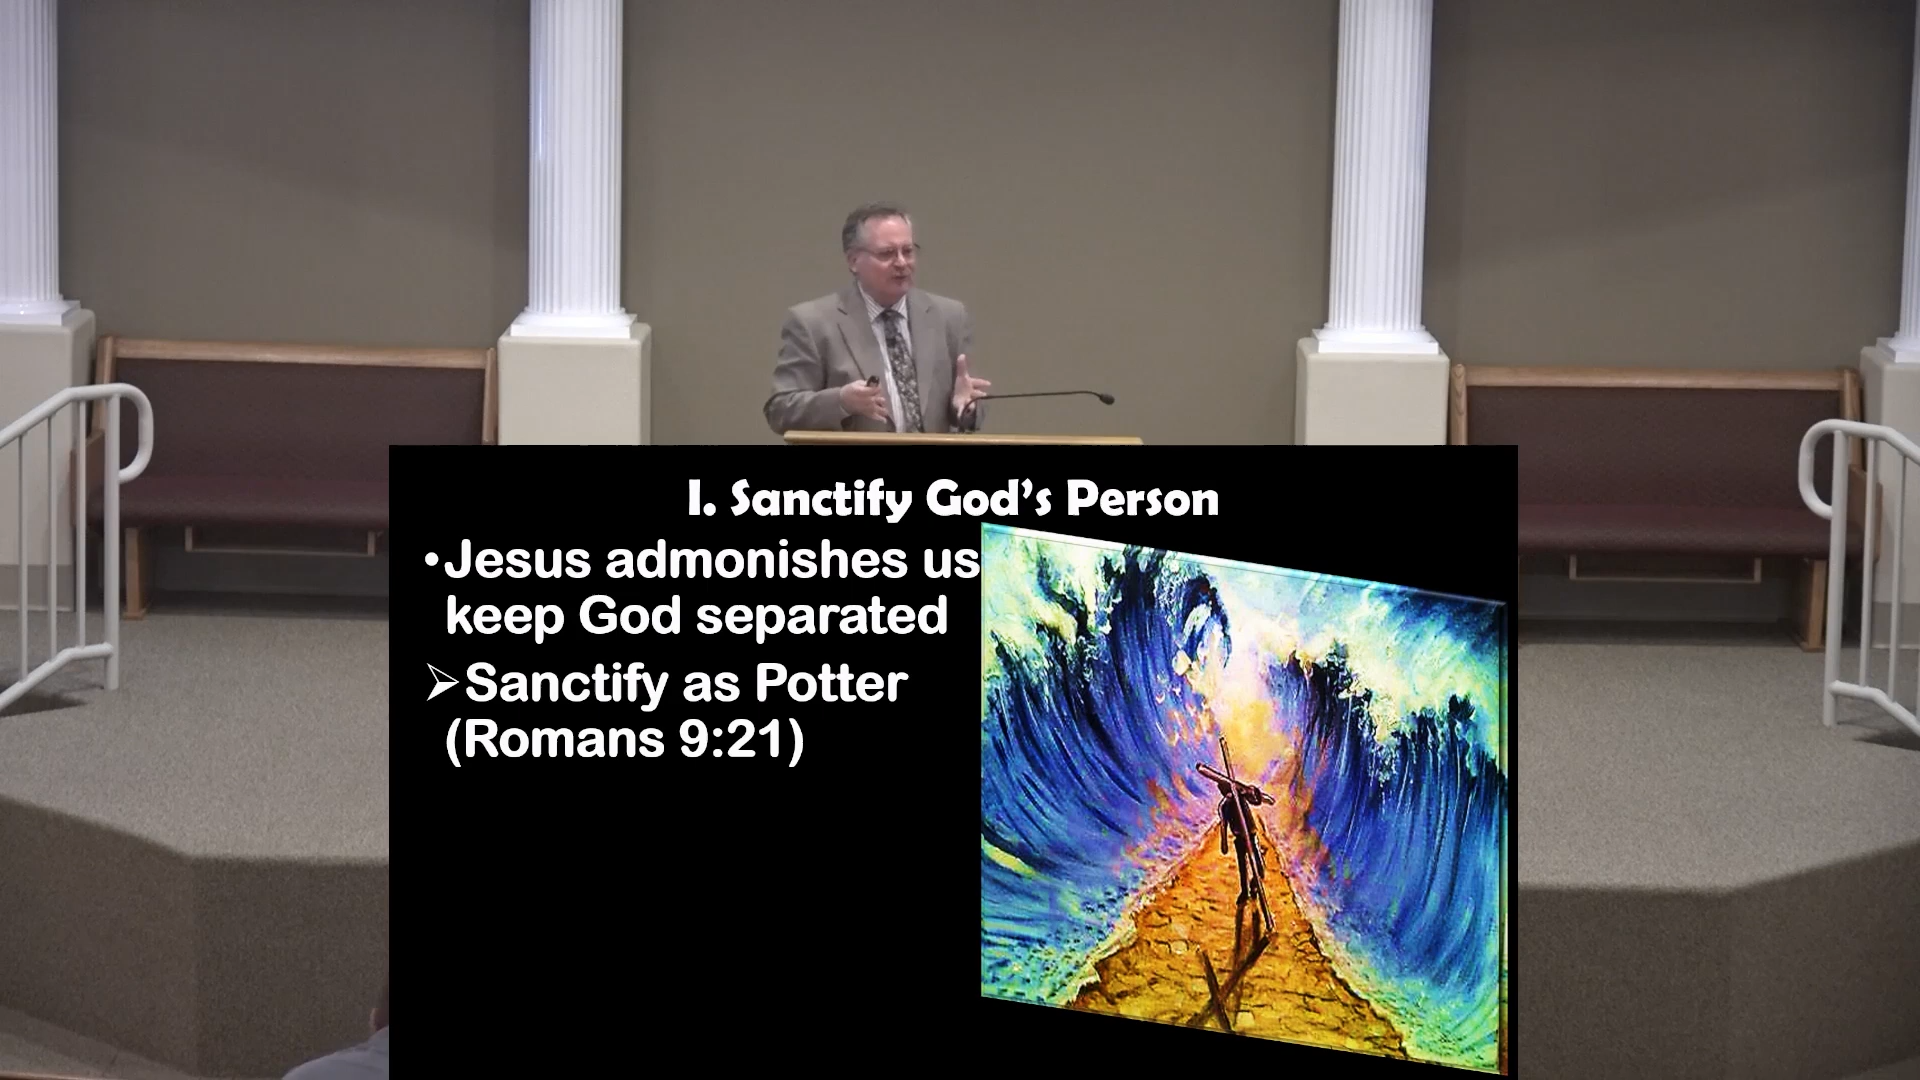 I. Sanctify God’s Person
•Jesus admonishes us
keep God separated
➢Sanctify as Potter
(Romans 9:21)